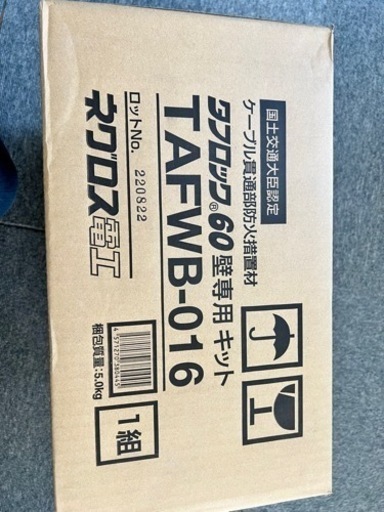 国土交通大臣認定
ケーブル貫通部防火措置材
タフロック®60 壁専用 キット
TAFWB-016
ロットNo. 220822
ネグロス電工
梱包質量:5.0kg
1組